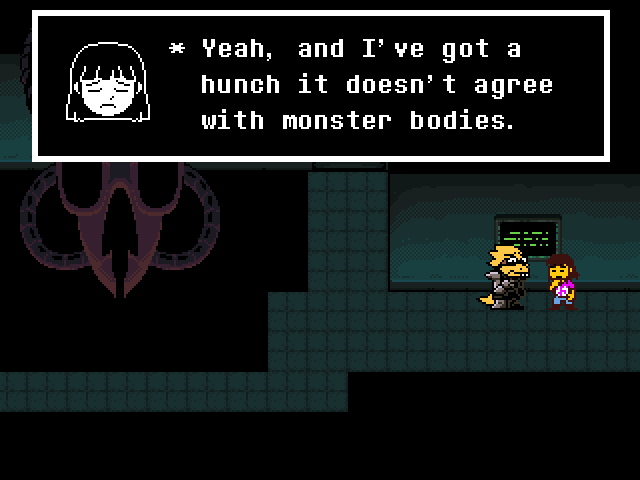 * Yeah, and I've got a
hunch it doesn't agree
with monster bodies.